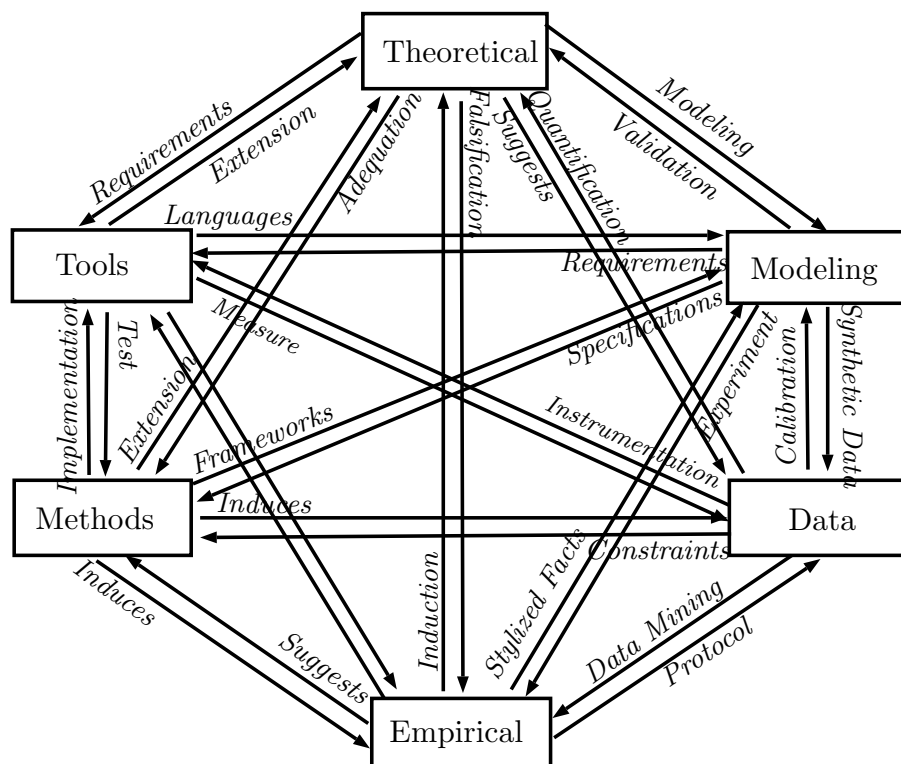 Theoretical
Requirements
Extension
Adequation
Falsification
Suggests
Quantification
Modeling
Validation
Tools
Languages
Requirements
Modeling
Measure
Specifications
Implementation
Test
Extension
Frameworks
Instrumentation
Experiment
Calibration
Synthetic Data
Methods
Induces
Constraints
Data
Induces
Suggests
Induction
Stylized Facts
Data Mining
Protocol
Empirical